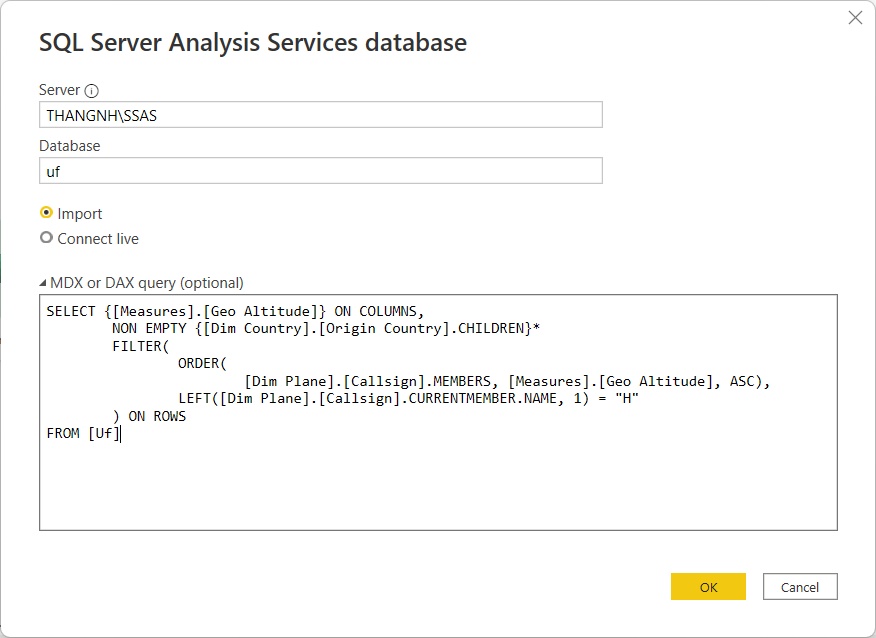 SQL Server Analysis Services database
Server
THANGNH\SSAS
Database
uf
Import
Connect live
MDX or DAX query (optional)
SELECT {[Measures].[Geo Altitude]} ON COLUMNS,
NON EMPTY {[Dim Country].[Origin Country].CHILDREN}*
FILTER(
ORDER(
[Dim Plane].[Callsign].MEMBERS, [Measures].[Geo Altitude], ASC),
LEFT([Dim Plane].[Callsign].CURRENTMEMBER.NAME, 1) = "H"
) ON ROWS
FROM [Uf]
OK Cancel